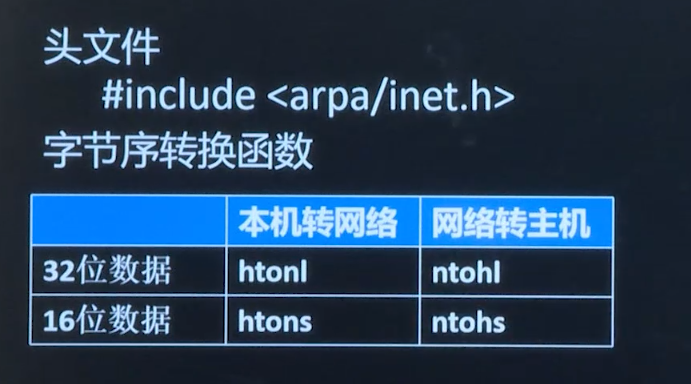 头文件
#include <arpa/inet.h>
字节序转换函数
本机转网络 网络转主机
32位数据 htonl ntohl
16位数据 htons ntohs